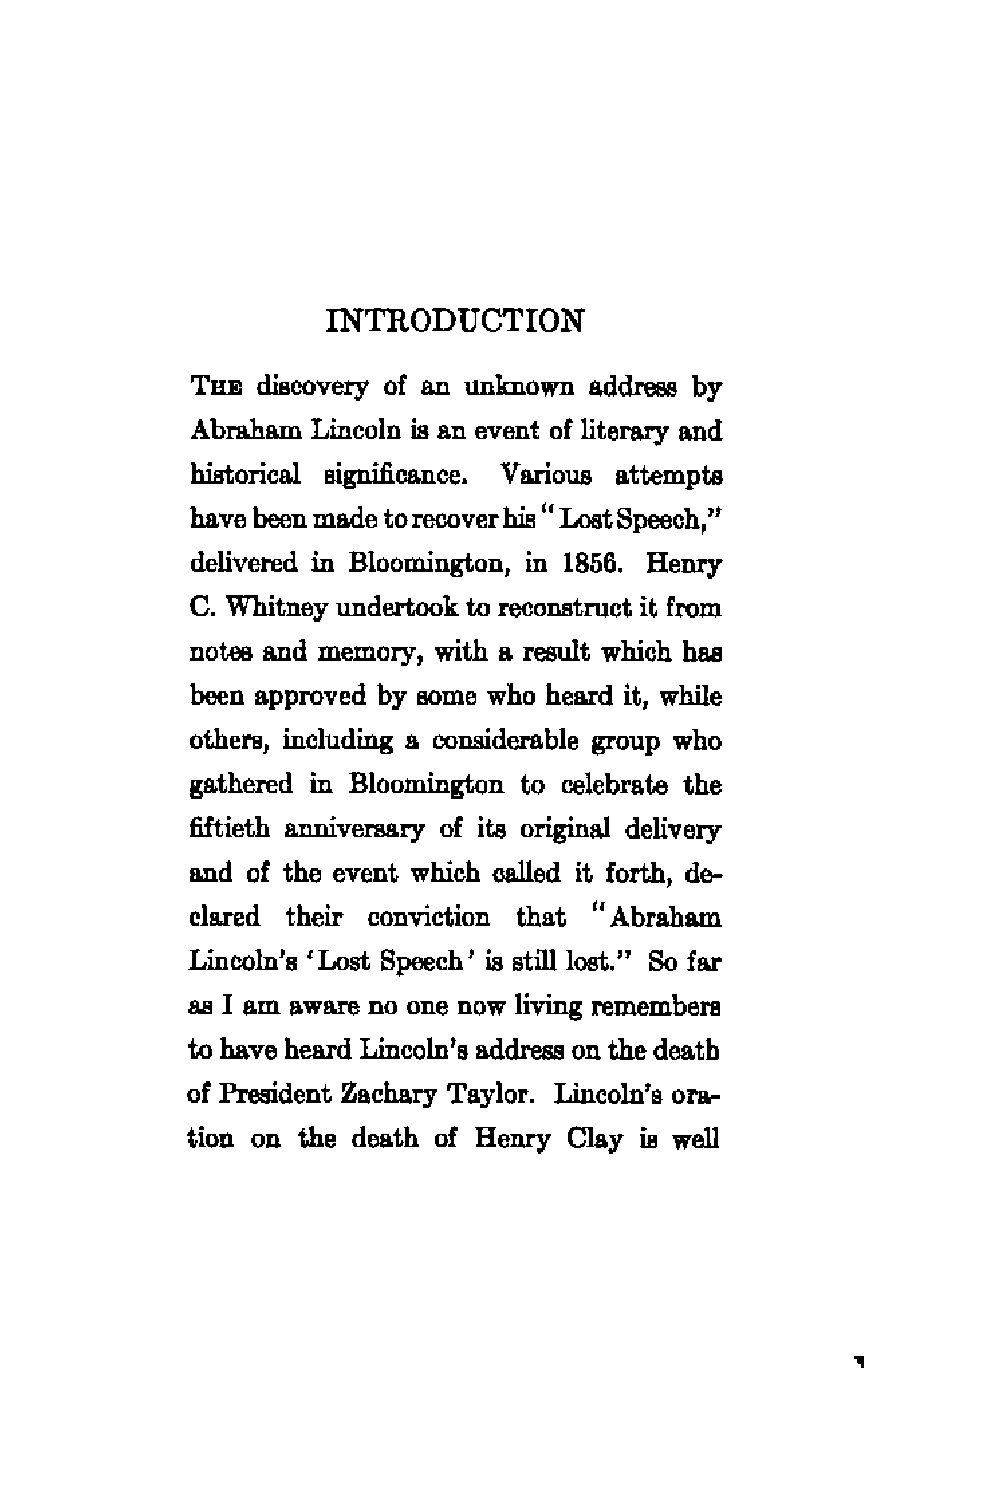 INTRODUCTION
THE discovery of an unknown address by
Abraham Lincoln is an event of literary and
historical significance. Various attempts
have been made to recover his "Lost Speech,"
delivered in Bloomington, in 1856. Henry
C. Whitney undertook to reconstruct it from
notes and memory, with a result which has
been approved by some who heard it, while
others, including a considerable group who
gathered in Bloomington to celebrate the
fiftieth anniversary of its original delivery
and of the event which called it forth, de-
clared their conviction that "Abraham
Lincoln's 'Lost Speech' is still lost." So far
as I am aware no one now living remembers
to have heard Lincoln's address on the death
of President Zachary Taylor. Lincoln's ora-
tion on the death of Henry Clay is well